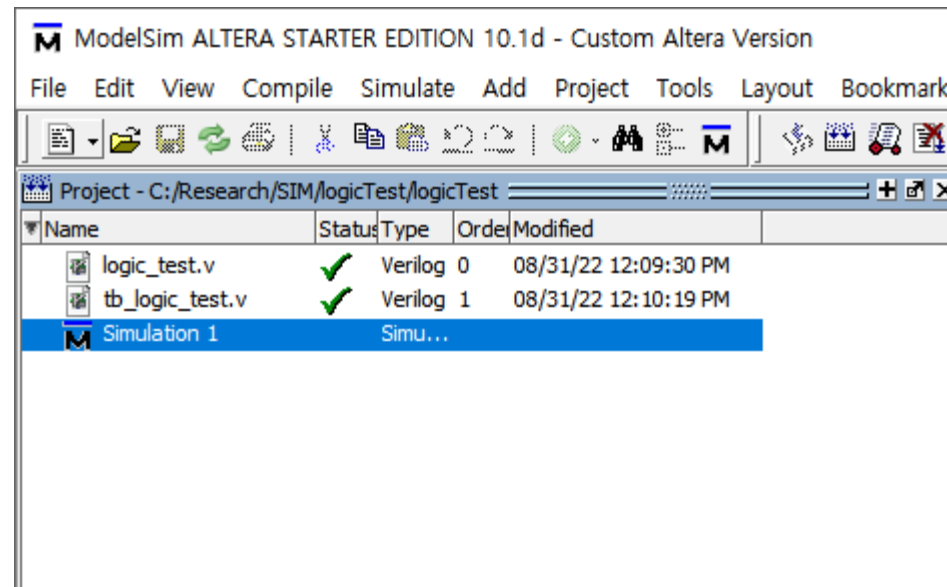 ModelSim ALTERA STARTER EDITION 10.1d - Custom Altera Version
File Edit View Compile Simulate Add Project Tools Layout Bookmark
Project - C:/Research/SIM/logicTest/logicTest
Name Status Type Order Modified
logic_test.v Verilog 0 08/31/22 12:09:30 PM
tb_logic_test.v Verilog 1 08/31/22 12:10:19 PM
Simulation 1 Simu...